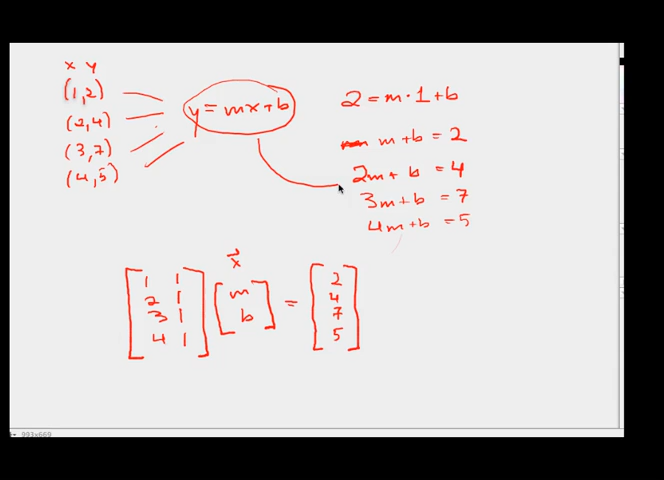 x y
(1,2)
(2,4)
(3,7)
(4,5)
y = mx+b
2 = m·1+b
m+b = 2
2m+ b = 4
3m+b = 7
4m+b = 5
x
1 1
2 1
3 1
4 1
m
b
=
2
4
7
5
993x669